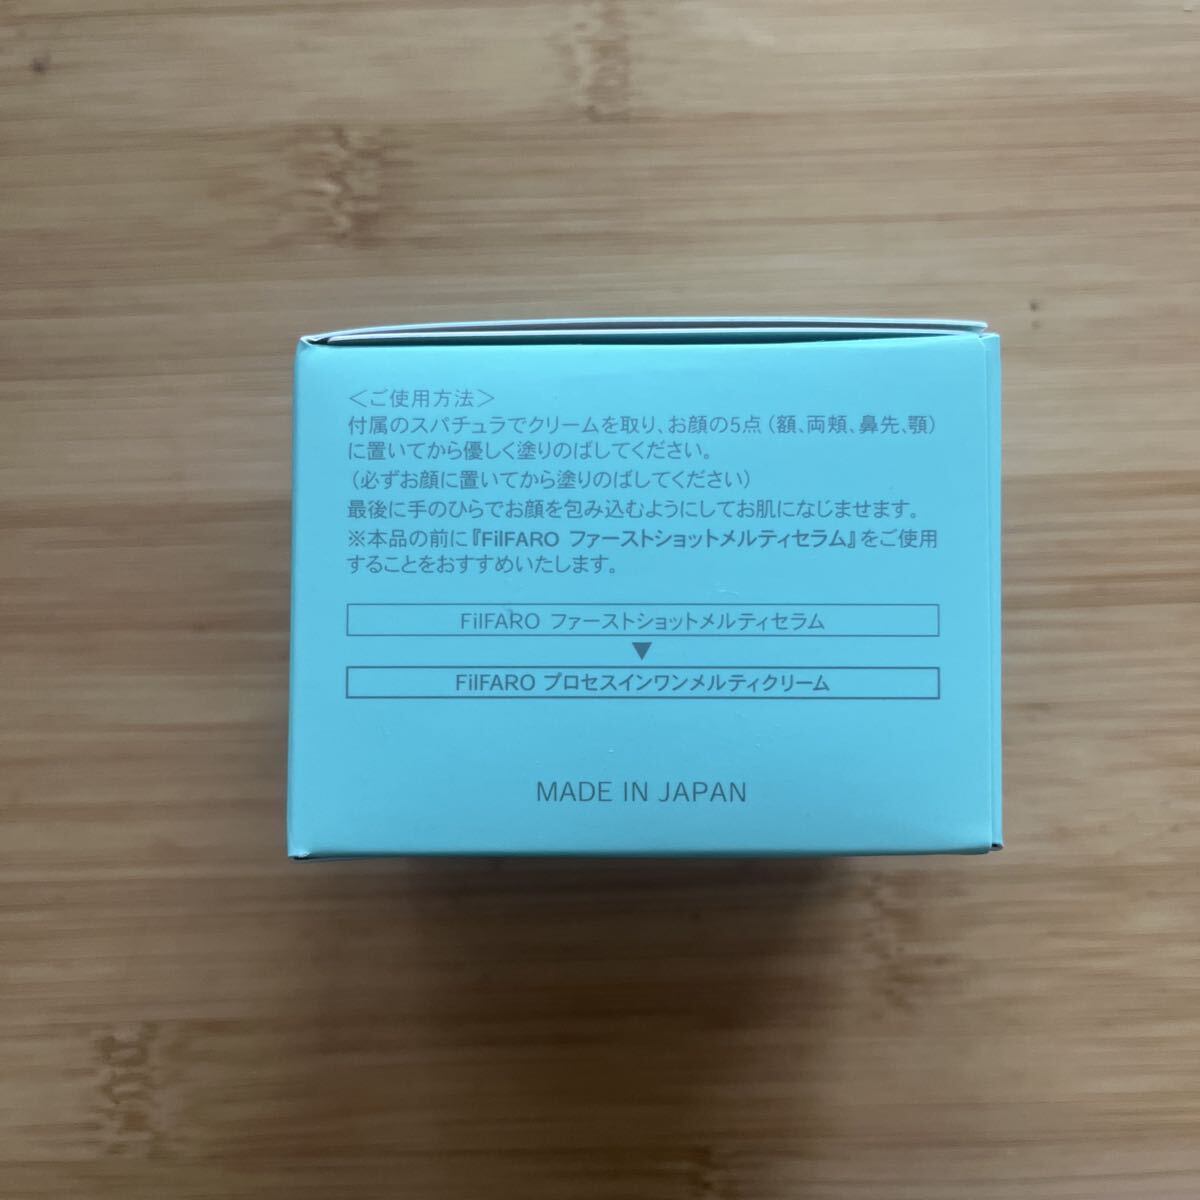 ＜ご使用方法＞
付属のスパチュラでクリームを取り、お顔の5点（額、両頬、鼻先、顎）
に置いてから優しく塗りのばしてください。
（必ずお顔に置いてから塗りのばしてください）
最後に手のひらでお顔を包み込むようにしてお肌になじませます。
※本品の前に『FilFARO ファーストショットメルティセラム』をご使用
することをおすすめいたします。
FilFARO ファーストショットメルティセラム
▼
FilFARO プロセスインワンメルティクリーム
MADE IN JAPAN